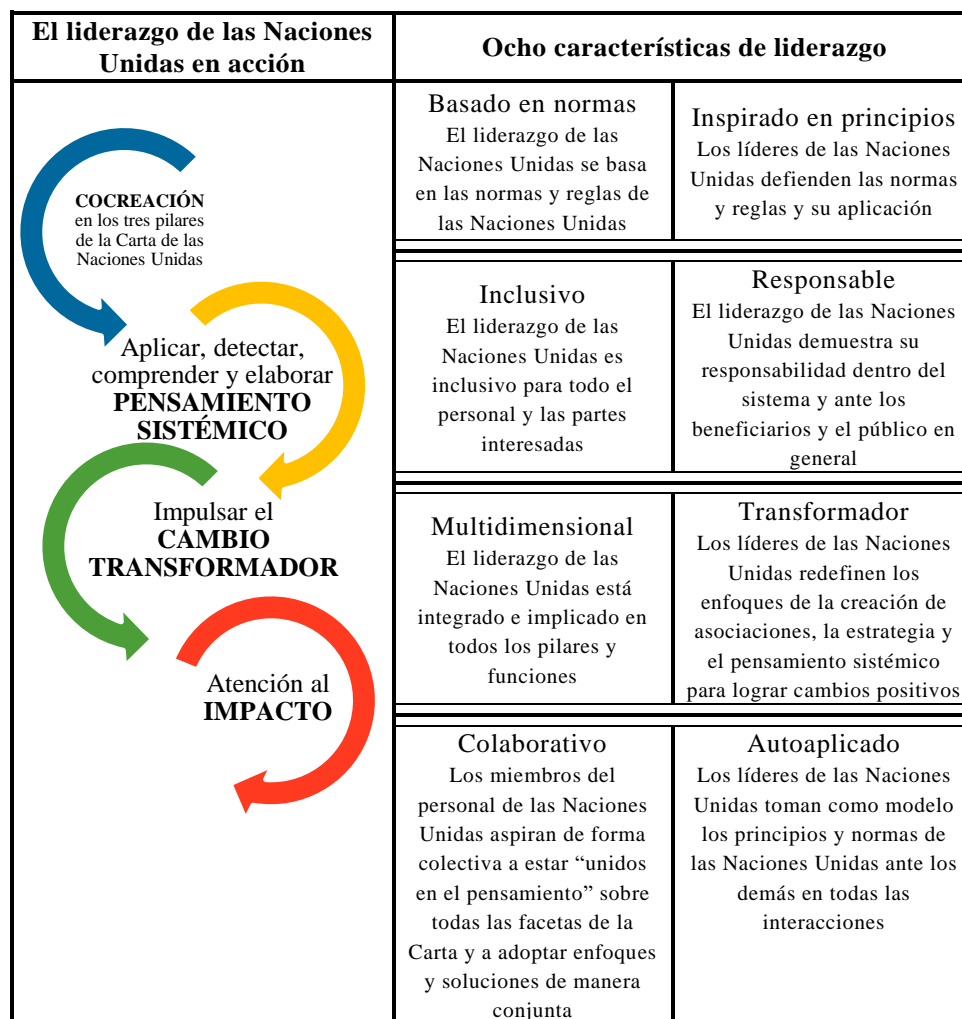 El liderazgo de las Naciones
Unidas en acción
Ocho características de liderazgo
COCREACIÓN
en los tres pilares
de la Carta de las
Naciones Unidas
Aplicar, detectar,
comprender y elaborar
PENSAMIENTO
SISTÉMICO
Impulsar el
CAMBIO
TRANSFORMADOR
Atención al
IMPACTO
Basado en normas
El liderazgo de las
Naciones Unidas se basa
en las normas y reglas de
las Naciones Unidas
Inspirado en principios
Los líderes de las Naciones
Unidas defienden las normas
y reglas y su aplicación
Inclusivo
El liderazgo de las
Naciones Unidas es
inclusivo para todo el
personal y las partes
interesadas
Responsable
El liderazgo de las Naciones
Unidas demuestra su
responsabilidad dentro del
sistema y ante los
beneficiarios y el público en
general
Multidimensional
El liderazgo de las
Naciones Unidas está
integrado e implicado en
todos los pilares y
funciones
Transformador
Los líderes de las Naciones
Unidas redefinen los
enfoques de la creación de
asociaciones, la estrategia y
el pensamiento sistémico
para lograr cambios positivos
Colaborativo
Los miembros del
personal de las Naciones
Unidas aspiran de forma
colectiva a estar “unidos
en el pensamiento” sobre
todas las facetas de la
Carta y a adoptar enfoques
y soluciones de manera
conjunta
Autoaplicado
Los líderes de las Naciones
Unidas toman como modelo
los principios y normas de
las Naciones Unidas ante los
demás en todas las
interacciones